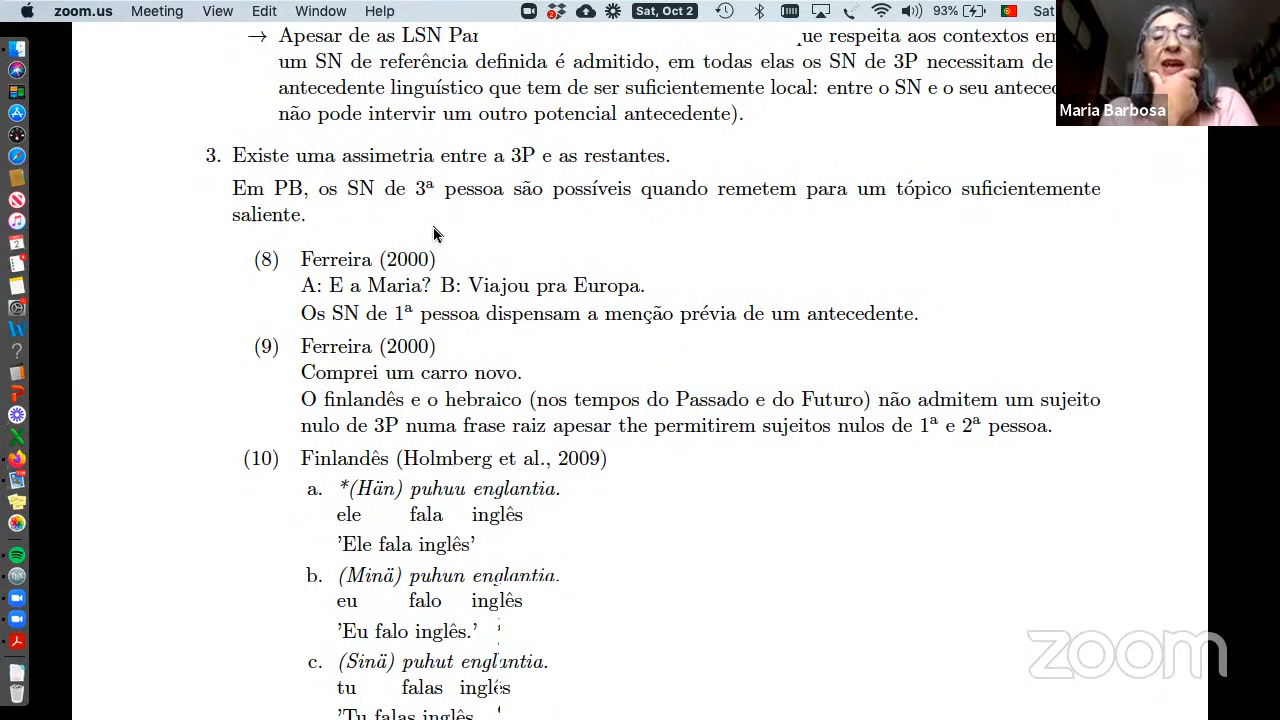 zoom.us Meeting View Edit Window Help Sat, Oct 2 93% Sat
→ Apesar de as LSN Par ue respeita aos contextos em
um SN de referência definida é admitido, em todas elas os SN de 3P necessitam de
antecedente linguístico que tem de ser suficientemente local: entre o SN e o seu anteced
não pode intervir um outro potencial antecedente).
Maria Barbosa
3. Existe uma assimetria entre a 3P e as restantes.
Em PB, os SN de 3ª pessoa são possíveis quando remetem para um tópico suficientemente
saliente.
(8) Ferreira (2000)
A: E a Maria? B: Viajou pra Europa.
Os SN de 1ª pessoa dispensam a menção prévia de um antecedente.
(9) Ferreira (2000)
Comprei um carro novo.
O finlandês e o hebraico (nos tempos do Passado e do Futuro) não admitem um sujeito
nulo de 3P numa frase raiz apesar the permitirem sujeitos nulos de 1ª e 2ª pessoa.
(10) Finlandês (Holmberg et al., 2009)
a. *(Hän) puhuu englantia.
ele fala inglês
'Ele fala inglês'
b. (Minä) puhun englantia.
eu falo inglês
'Eu falo inglês.'
c. (Sinä) puhut englantia.
tu falas inglês
'Tu falas inglês
zoom